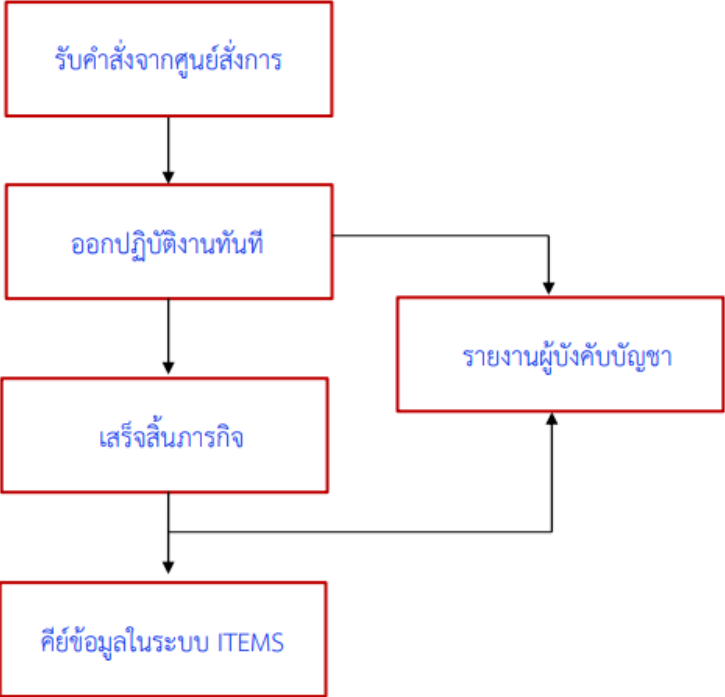 รับคำสั่งจากศูนย์สั่งการ
ออกปฏิบัติงานทันที
รายงานผู้บังคับบัญชา
เสร็จสิ้นภารกิจ
คีย์ข้อมูลในระบบ ITEMS